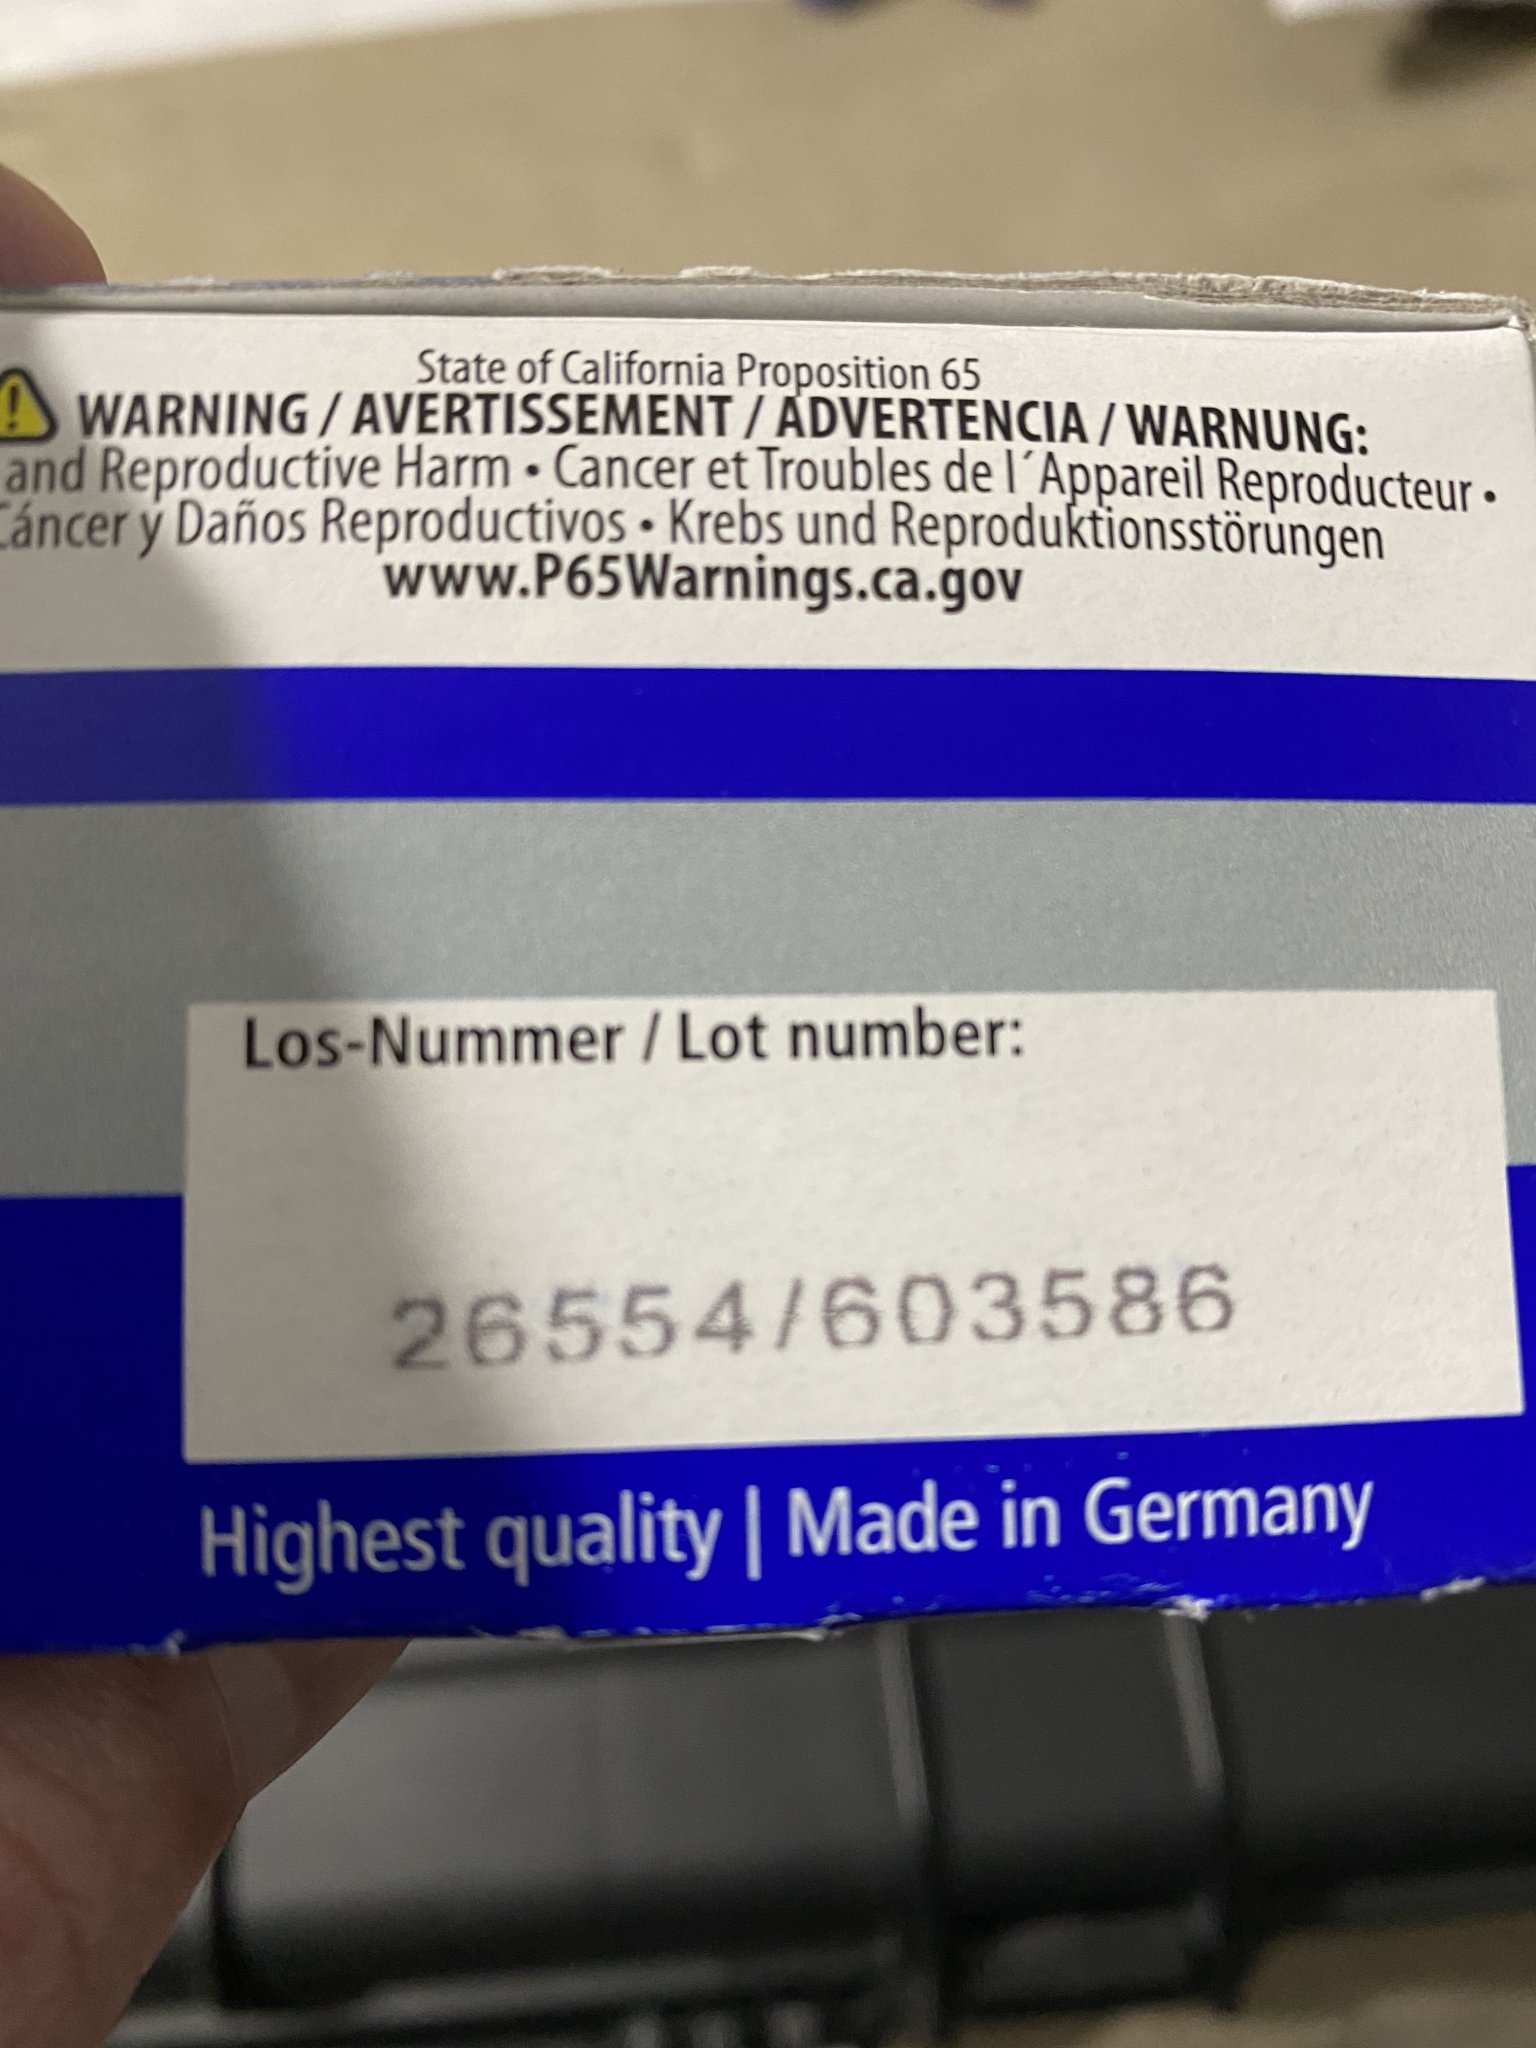 State of California Proposition 65
WARNING / AVERTISSEMENT / ADVERTENCIA / WARNUNG:
and Reproductive Harm • Cancer et Troubles de l´Appareil Reproducteur •
Cáncer y Daños Reproductivos • Krebs und Reproduktionsstörungen
www.P65Warnings.ca.gov
Los-Nummer / Lot number:
26554/603586
Highest quality | Made in Germany